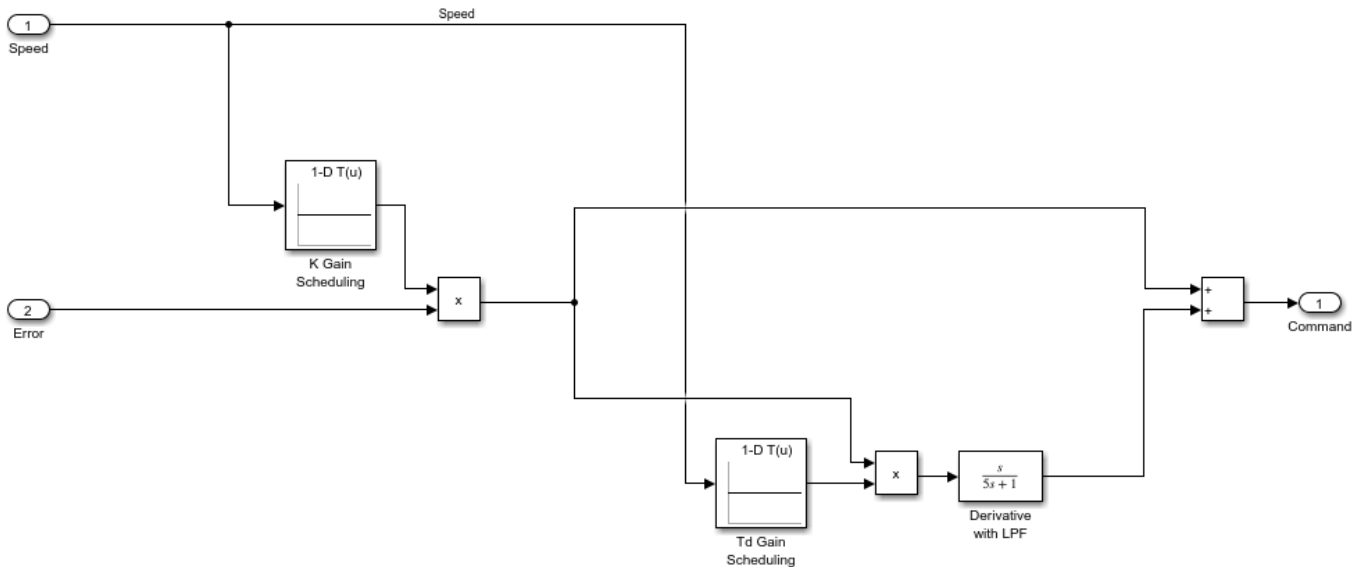 Speed
1
Speed
1-D T(u)
K Gain
Scheduling
x
2
Error
+
+
1
Command
1-D T(u)
x
s
5s + 1
Td Gain
Scheduling
Derivative
with LPF